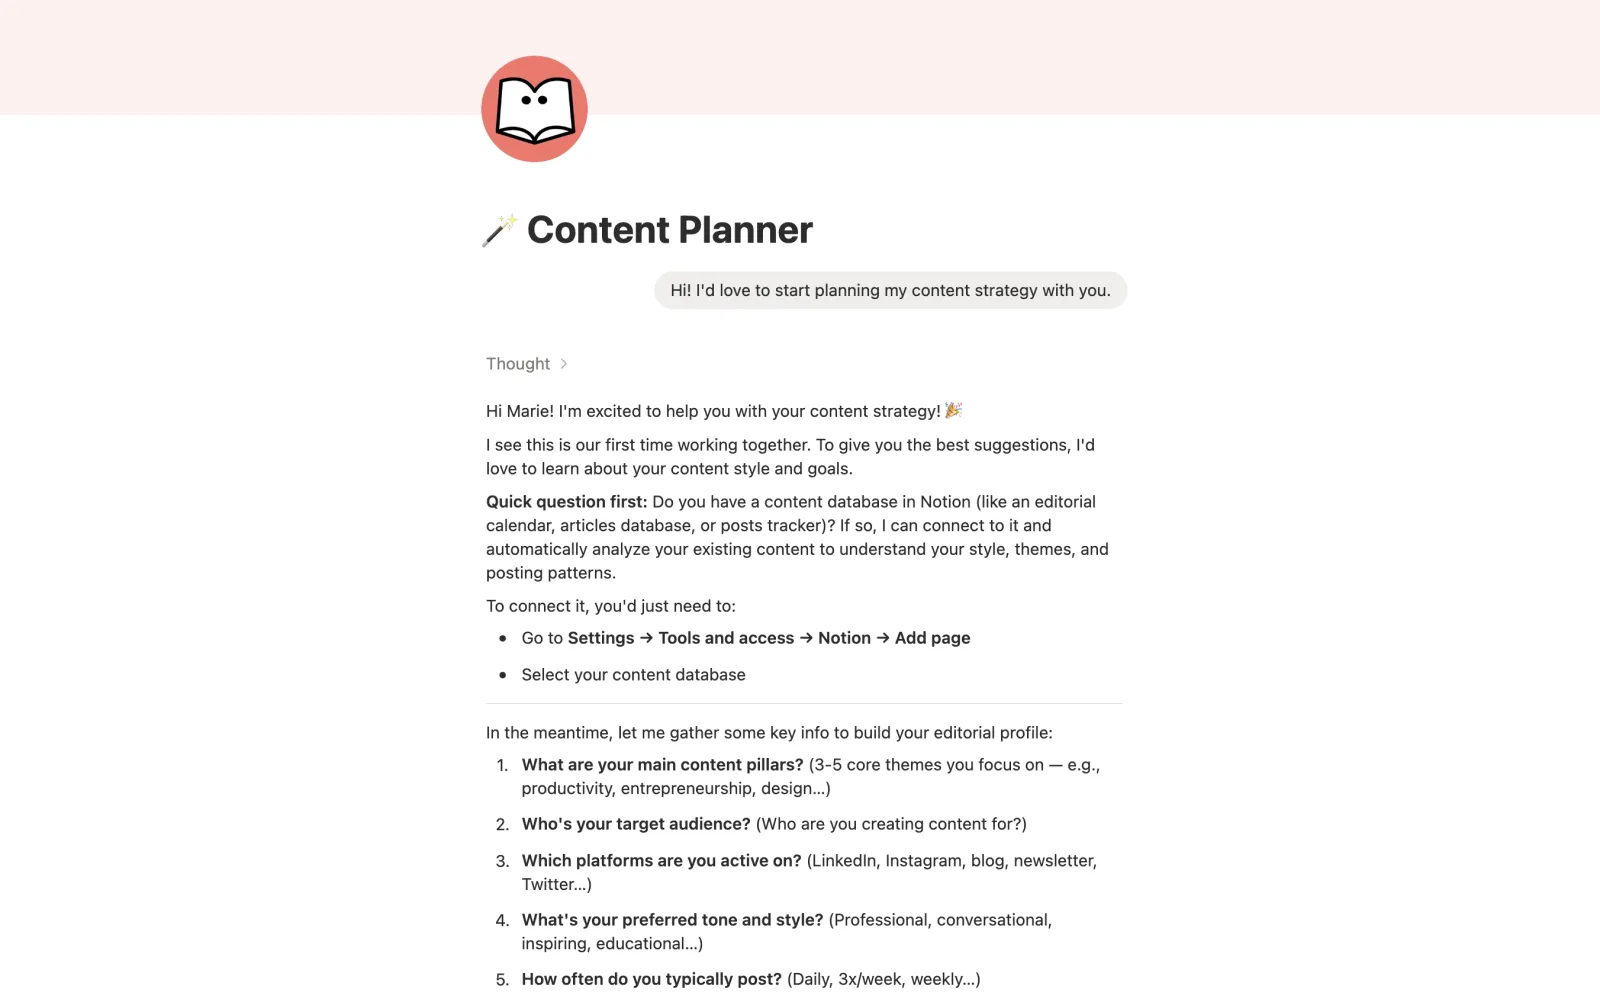 Content Planner
Hi! I'd love to start planning my content strategy with you.
Thought
Hi Marie! I'm excited to help you with your content strategy! 🎉
I see this is our first time working together. To give you the best suggestions, I'd
love to learn about your content style and goals.
Quick question first: Do you have a content database in Notion (like an editorial
calendar, articles database, or posts tracker)? If so, I can connect to it and
automatically analyze your existing content to understand your style, themes, and
posting patterns.
To connect it, you'd just need to:
• Go to Settings → Tools and access → Notion → Add page
• Select your content database
In the meantime, let me gather some key info to build your editorial profile:
1. What are your main content pillars? (3-5 core themes you focus on — e.g.,
productivity, entrepreneurship, design...)
2. Who's your target audience? (Who are you creating content for?)
3. Which platforms are you active on? (LinkedIn, Instagram, blog, newsletter,
Twitter...)
4. What's your preferred tone and style? (Professional, conversational,
inspiring, educational...)
5. How often do you typically post? (Daily, 3x/week, weekly...)